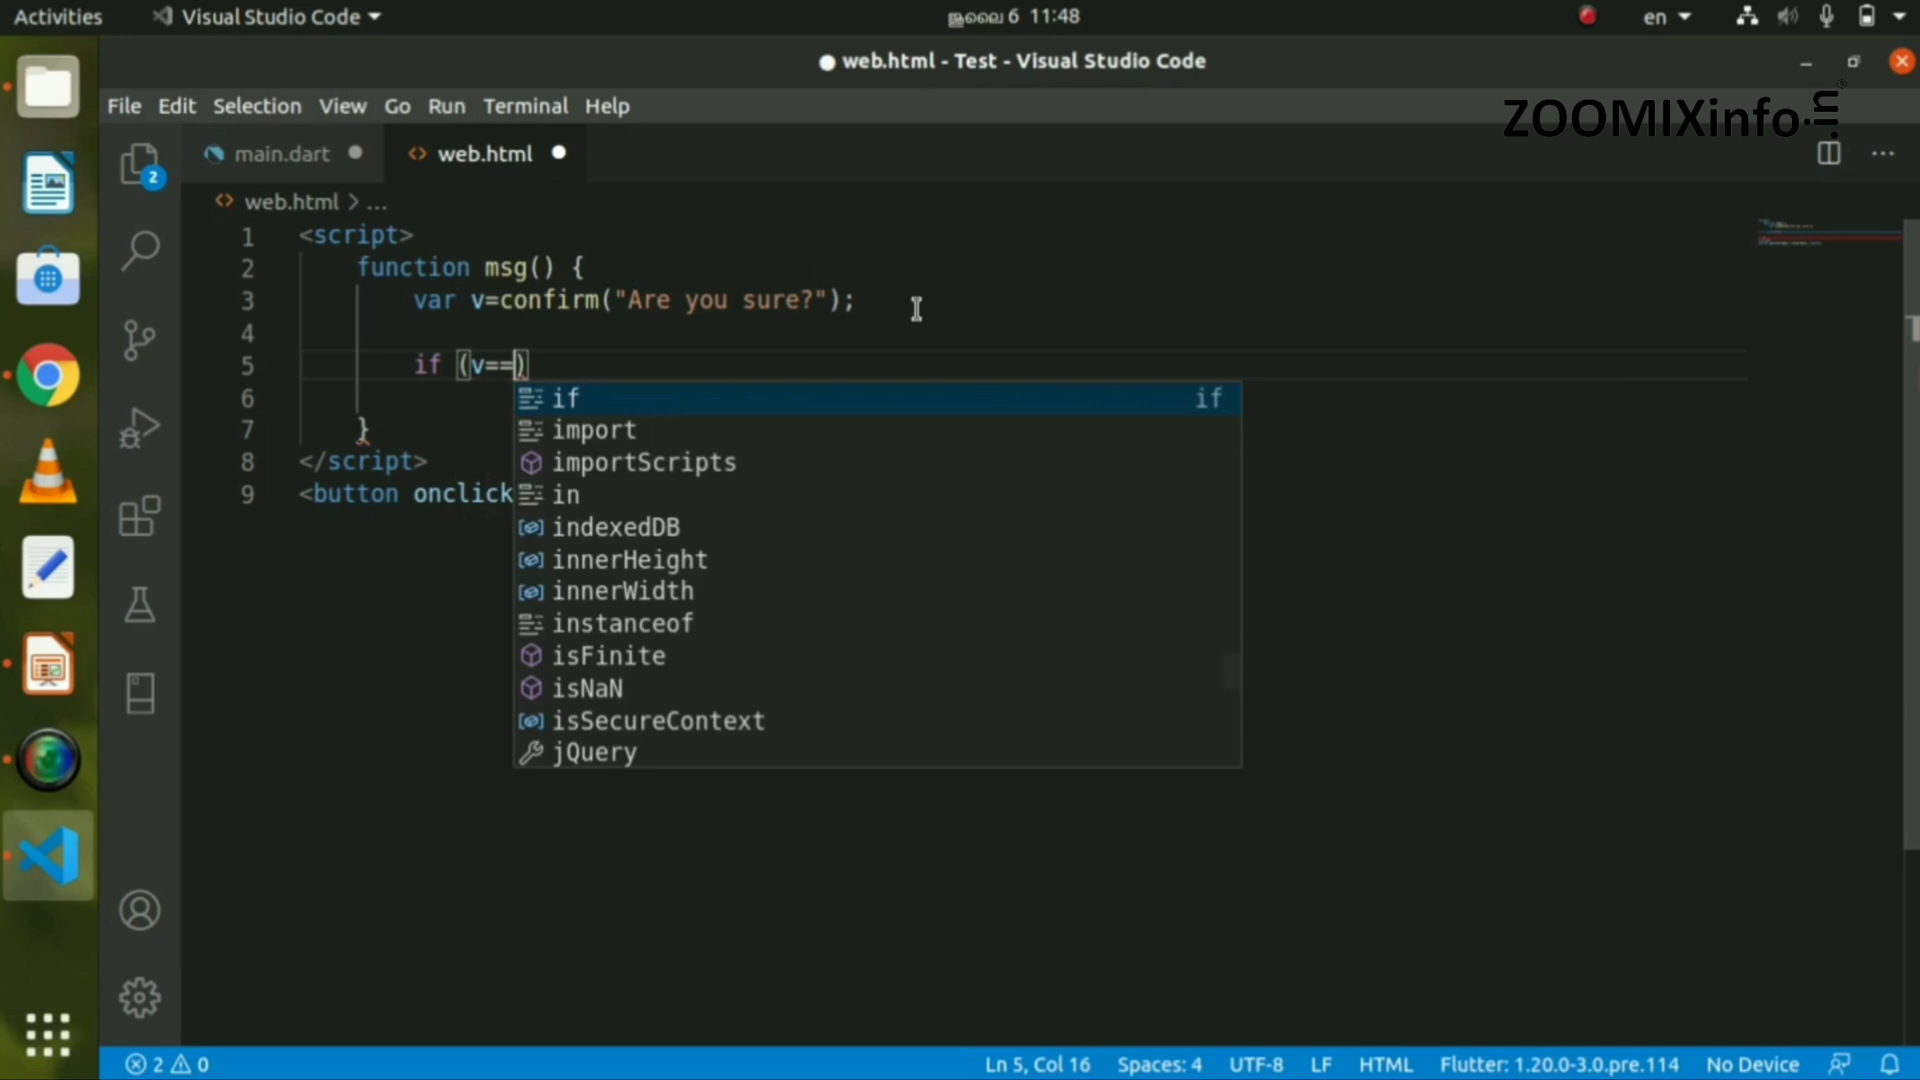 Activities
Visual Studio Code
ജൂലൈ 6 11:48
en
web.html - Test - Visual Studio Code
File Edit Selection View Go Run Terminal Help
ZOOMIXinfo.in
2
main.dart
web.html
web.html > ...
1 <script>
2 function msg() {
3 var v=confirm("Are you sure?");
4
5 if (v==)
6
7 }
8 </script>
9 <button onclick
if if
import
importScripts
in
indexedDB
innerHeight
innerWidth
instanceof
isFinite
isNaN
isSecureContext
jQuery
2 0
Ln 5, Col 16 Spaces: 4 UTF-8 LF HTML Flutter: 1.20.0-3.0.pre.114 No Device